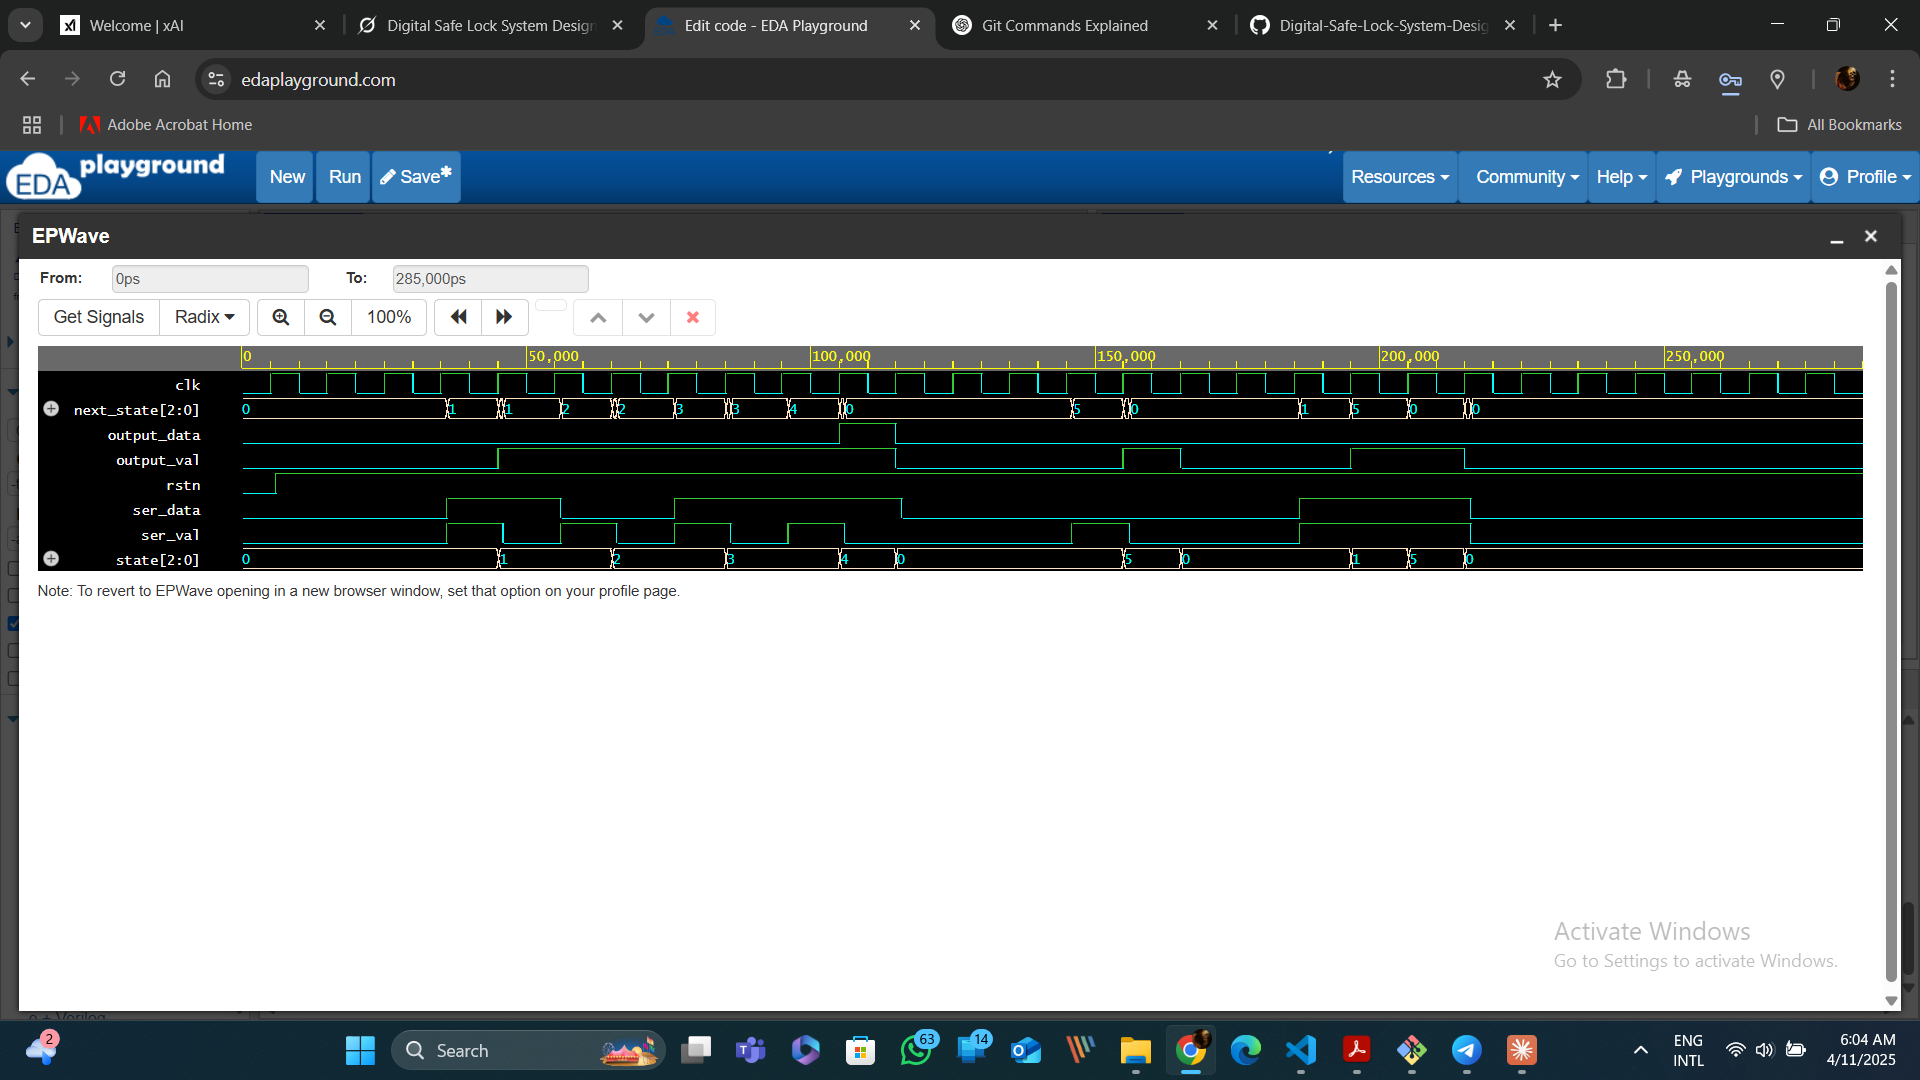 Welcome | xAI
Digital Safe Lock System Design
Edit code - EDA Playground
Git Commands Explained
Digital-Safe-Lock-System-Desig
edaplayground.com
Adobe Acrobat Home
All Bookmarks
EDA playground
New
Run
Save*
Resources
Community
Help
Playgrounds
Profile
EPWave
From:
0ps
To:
285,000ps
Get Signals
Radix
100%
0 50,000 100,000 150,000 200,000 250,000
clk
next_state[2:0] 0 1 1 2 2 3 3 4 0 5 0 1 5 0 0
output_data
output_val
rstn
ser_data
ser_val
state[2:0] 0 1 2 3 4 0 5 0 1 5 0
Note: To revert to EPWave opening in a new browser window, set that option on your profile page.
Activate Windows
Go to Settings to activate Windows.
2
Search
63
14
ENG
INTL
6:04 AM
4/11/2025